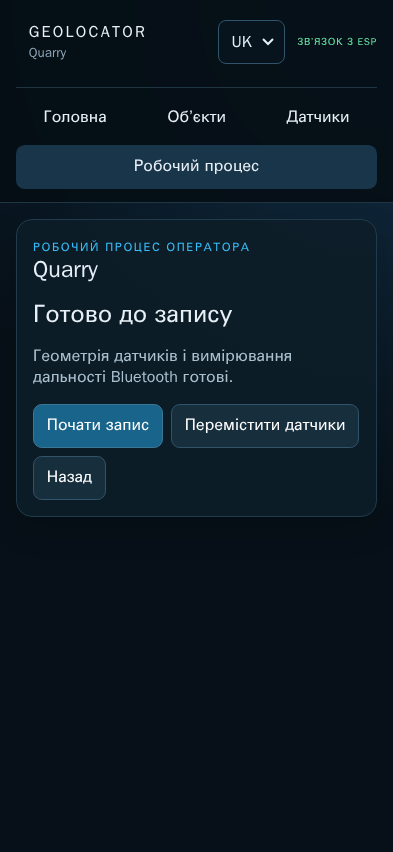 GEOLOCATOR
Quarry
UK
ЗВ'ЯЗОК З ESP
Головна
Об'єкти
Датчики
Робочий процес
РОБОЧИЙ ПРОЦЕС ОПЕРАТОРА
Quarry
Готово до запису
Геометрія датчиків і вимірювання
дальності Bluetooth готові.
Почати запис
Перемістити датчики
Назад